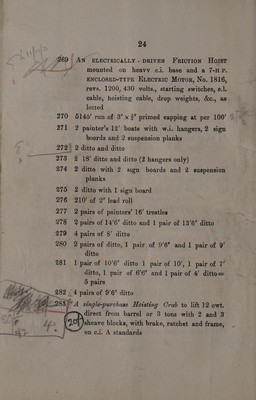 24
269 An electrically-driven Friction Hoist
mounted on heavy c.i. base and a 7-H.P.
enclosed-type Electric Motor, No. 1816,
revs. 1200, 430 volts., starting switches, e.l.
cable, hoisting cable, drop weights, &c., as
lotted
270 5145' run of 3" x ¾" primed capping at per 100'
271 2 painter's 12' boats with w.i. hangers, 2 sign
boards and 2 suspension planks
272 2 ditto and ditto
273 2 18' ditto and ditto (2 hangers only)
274 2 ditto with 2 sign boards and 2 suspension
planks
275 2 ditto with 1 sign board
276 210' of 2" lead roll
277 2 pairs of painters' 16' trestles
278 2 pairs of 14'6" ditto and 1 pair of 13'6" ditto
279 4 pairs of 8' ditto
280 2 pairs of ditto, 1 pair of 9'6" and 1 pair of 9'
ditto
281 1 pair of 10'6" ditto 1 pair of 10', 1 pair of 7'
ditto, 1 pair of 6'6" and 1 pair of 4' ditto=
5 pairs
282 4 pairs of 9'6" ditto
283 A single-purchase Hoisting Crab to lift 12 cwt.
direct from barrel or 3 tons with 2 and 3
sheave blocks, with brake, ratchet and frame,
on c.i. A standards